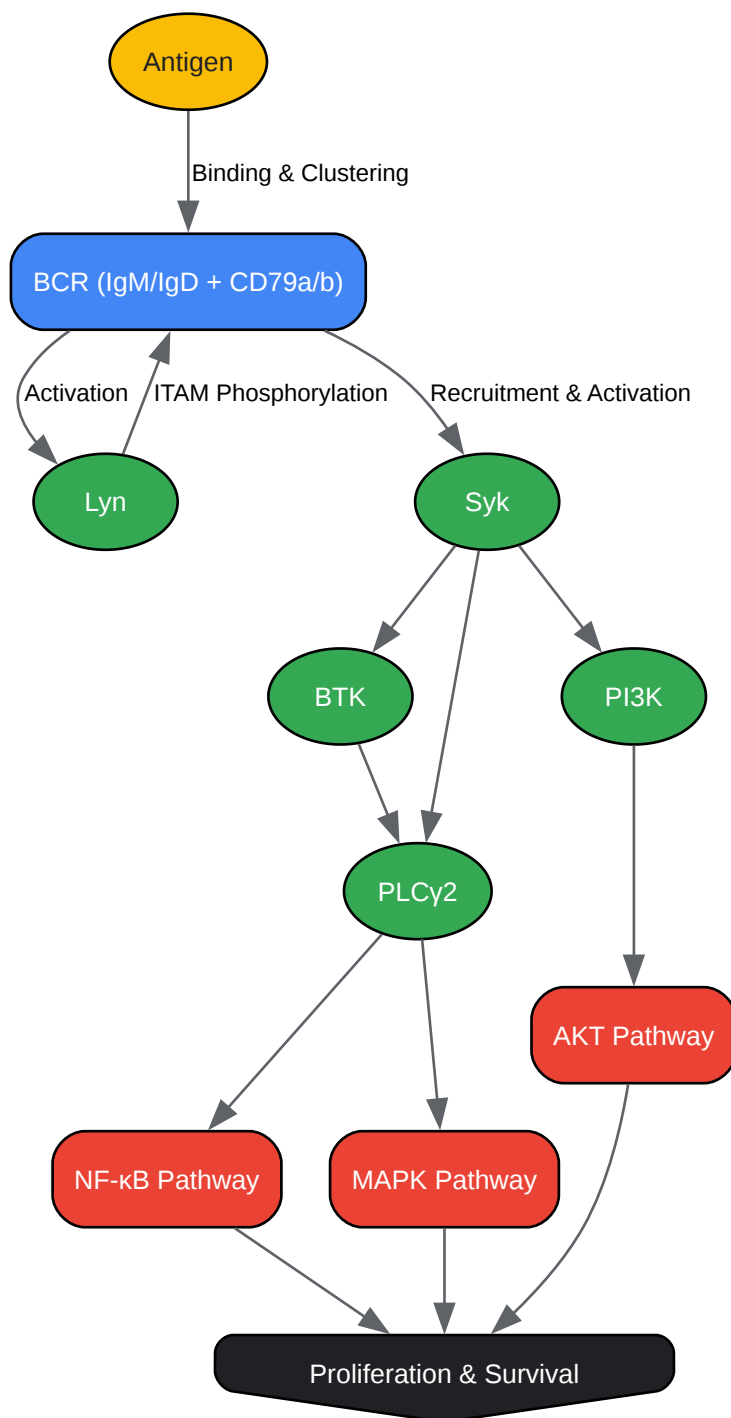 Antigen
Binding & Clustering
BCR (IgM/IgD + CD79a/b)
Activation
ITAM Phosphorylation
Recruitment & Activation
Lyn
Syk
BTK
PI3K
PLCγ2
AKT Pathway
NF-κB Pathway
MAPK Pathway
Proliferation & Survival